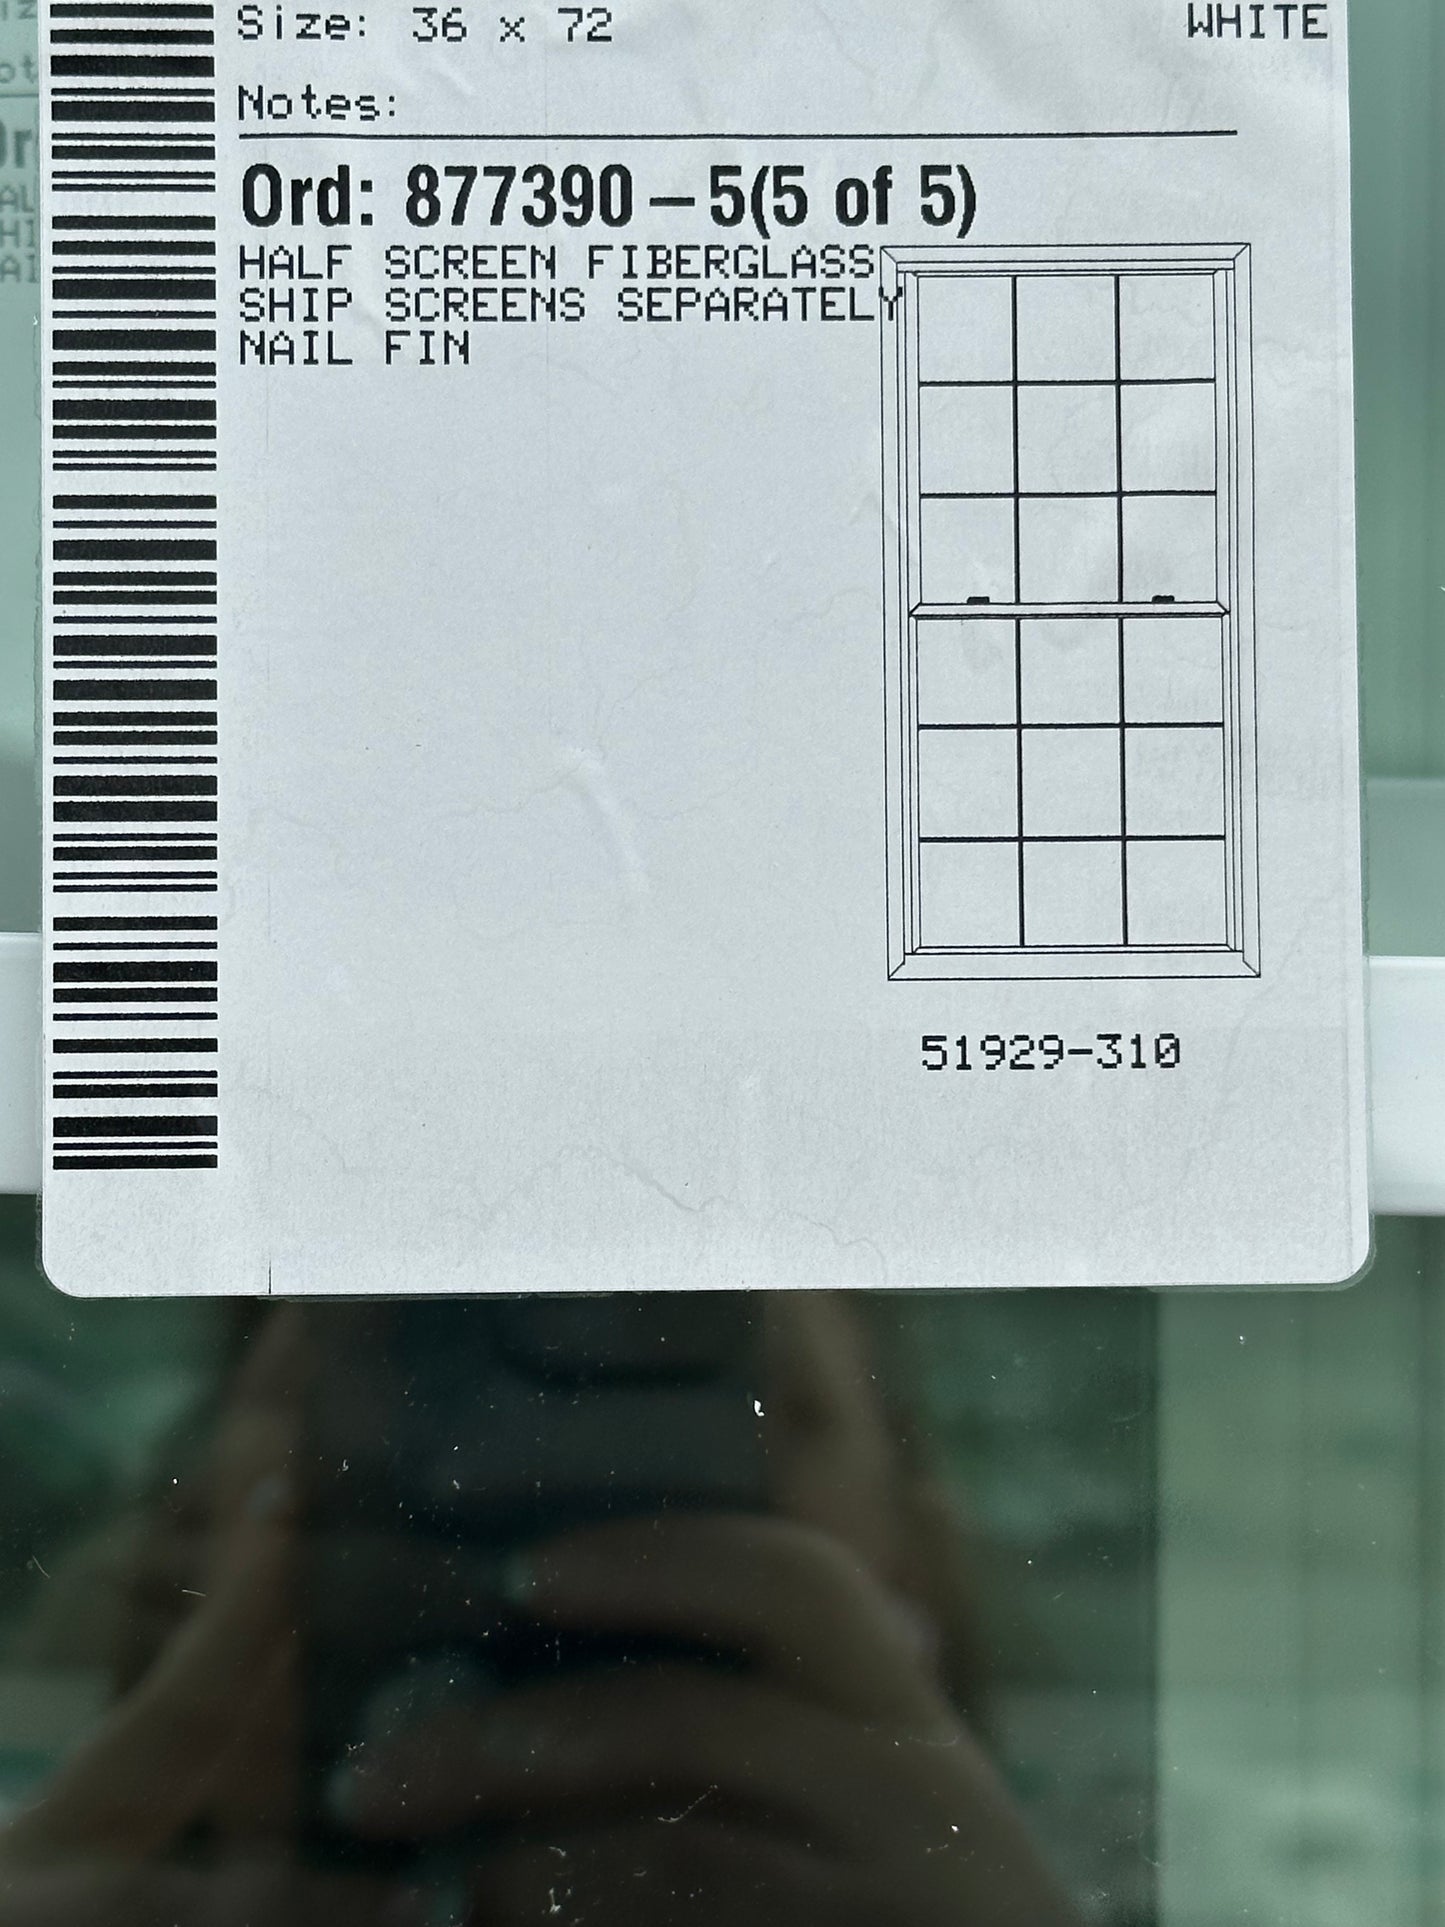 Size: 36 x 72
WHITE
Notes:
Ord: 877390-5(5 of 5)
HALF SCREEN FIBERGLASS
SHIP SCREENS SEPARATELY
NAIL FIN
51929-310